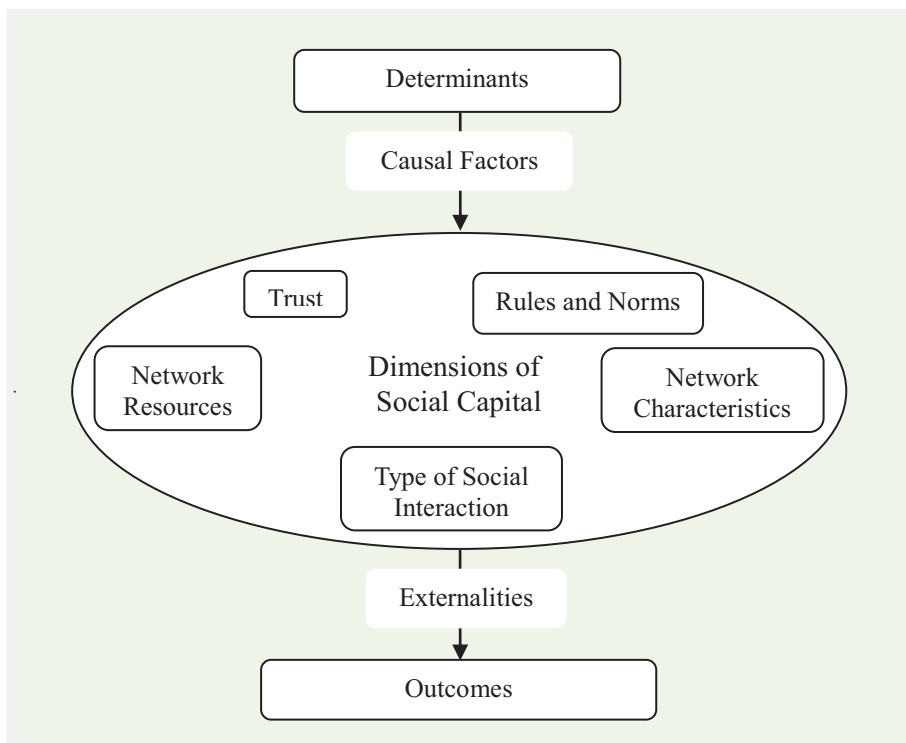 Determinants
Causal Factors
Trust
Rules and Norms
Network
Resources
Dimensions of
Social Capital
Network
Characteristics
Type of Social
Interaction
Externalities
Outcomes